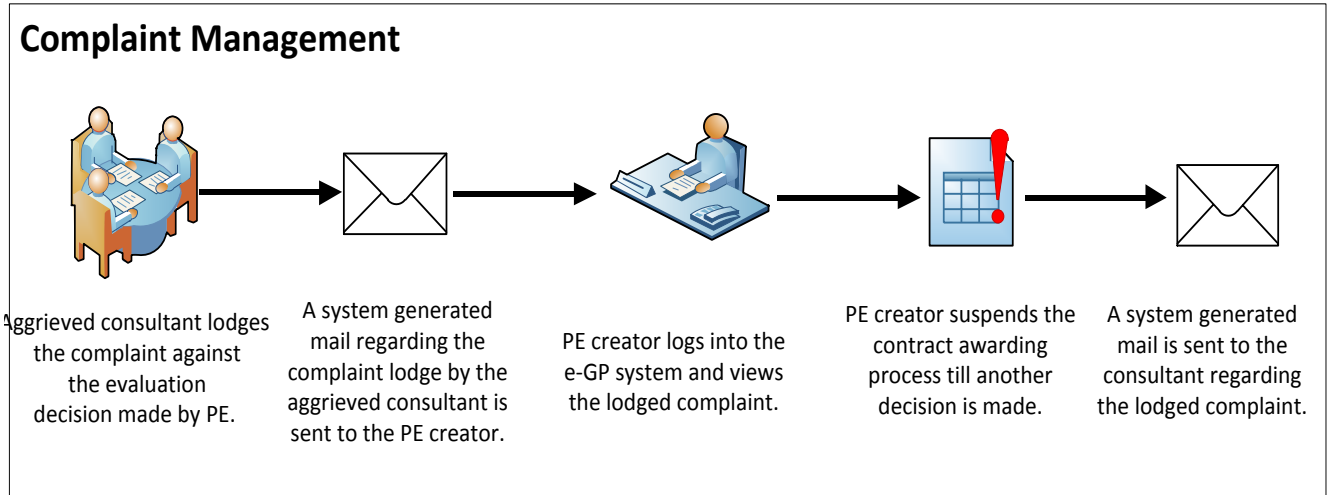 Complaint Management
Aggrieved consultant lodges
the complaint against
the evaluation
decision made by PE.
A system generated
mail regarding the
complaint lodge by the
aggrieved consultant is
sent to the PE creator.
PE creator logs into the
e-GP system and views
the lodged complaint.
PE creator suspends the
contract awarding
process till another
decision is made.
A system generated
mail is sent to the
consultant regarding
the lodged complaint.